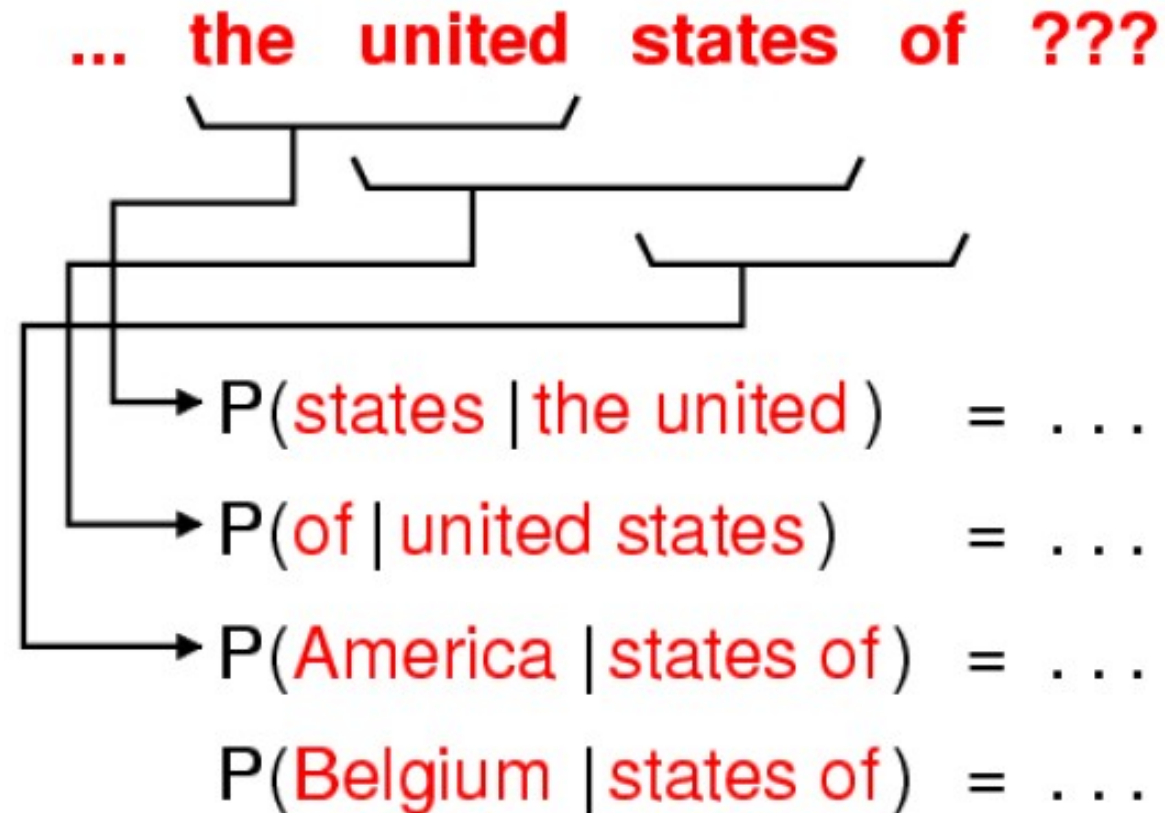 ... the united states of ???
P(states | the united) = ...
P(of | united states) = ...
P(America | states of) = ...
P(Belgium | states of) = ...